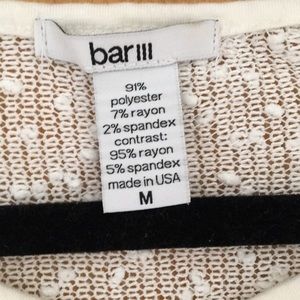 bar III
91%
polyester
7% rayon
2% spandex
contrast:
95% rayon
5% spandex
made in USA
M